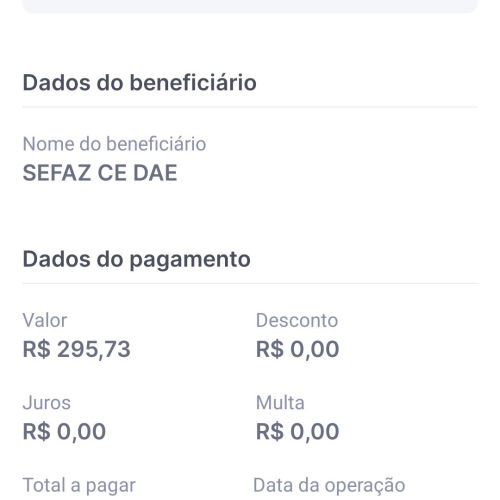 Dados do beneficiário
Nome do beneficiário
SEFAZ CE DAE
Dados do pagamento
Valor Desconto
R$ 295,73 R$ 0,00
Juros Multa
R$ 0,00 R$ 0,00
Total a pagar Data da operação